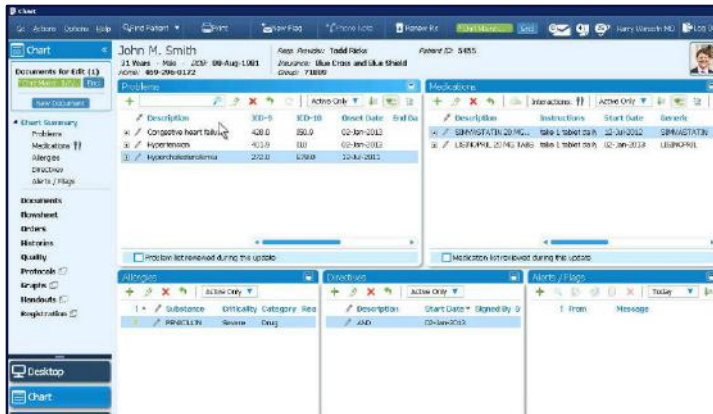 Chart
Go Actions Options Help
Find Patient
Print
New Flag
Phone Note
Renew Rx
Harry Winston MD
Log Out
Chart
Documents for Edit (1)
New Document
Chart Summary
Problems
Medications
Allergies
Directives
Alerts / Flags
Documents
Flowsheet
Orders
Histories
Quality
Protocols
Graphs
Handouts
Registration
Desktop
Chart
John M. Smith
31 Years - Male - DOB: 08-Aug-1981
Home: 469-296-0172
Resp. Provider: Todd Ricks
Insurance: Blue Cross and Blue Shield
Group: 71809
Patient ID: 5455
Problems
Active Only
Description ICD-9 ICD-10 Onset Date End Da
Congestive heart failu 428.0 I50.9 02-Jan-2013
Hypertension 401.9 I10 02-Jan-2013
Hypercholesterolemia 272.0 E78.0
Problem list reviewed during this update
Medications
Interactions: Active Only
Description Instructions Start Date Generic
SIMVASTATIN 20 MG... take 1 tablet daily SIMVASTATIN
LISINOPRIL 20 MG TABS take 1 tablet daily 02-Jan-2013 LISINOPRIL
Medication list reviewed during this update
Allergies
Active Only
! Substance Criticality Category Rea
PENICILLIN Severe Drug
Directives
Active Only
Description Start Date Signed By
AND 02-Jan-2013
Alerts / Flags
Today
! From Message